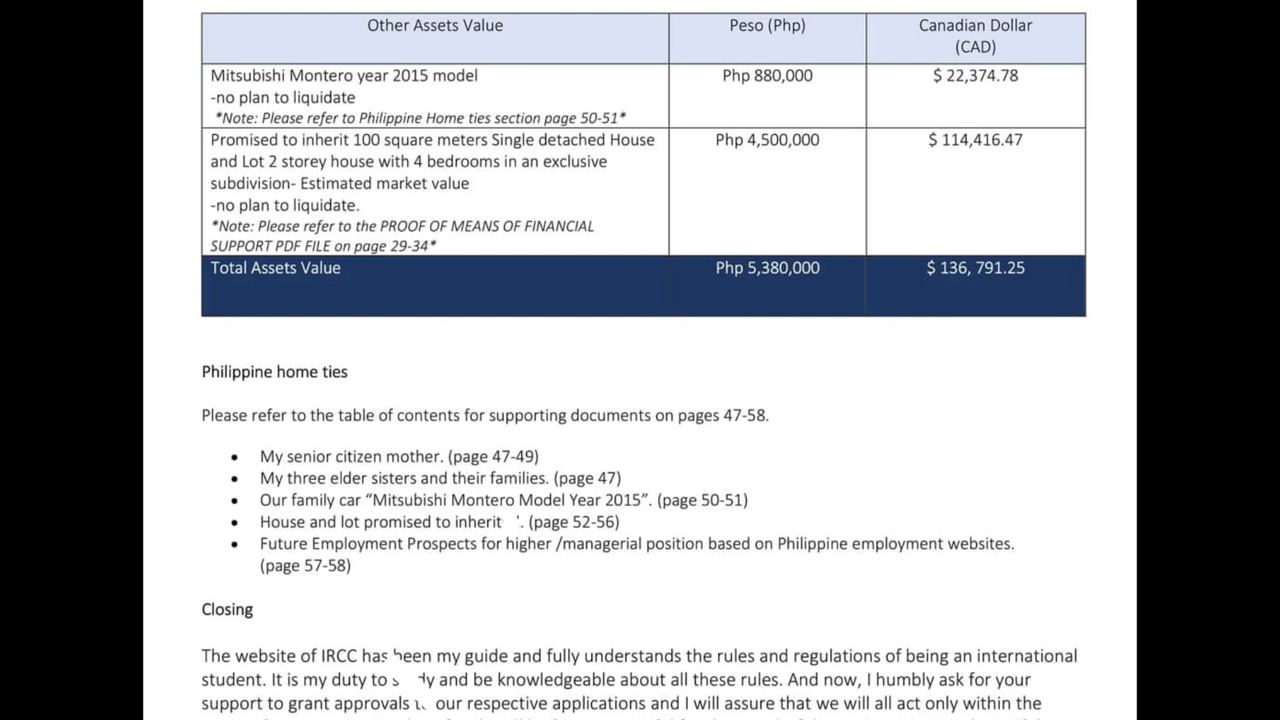 Other Assets Value Peso (Php) Canadian Dollar
(CAD)
Mitsubishi Montero year 2015 model Php 880,000 $ 22,374.78
-no plan to liquidate
*Note: Please refer to Philippine Home ties section page 50-51*
Promised to inherit 100 square meters Single detached House Php 4,500,000 $ 114,416.47
and Lot 2 storey house with 4 bedrooms in an exclusive
subdivision- Estimated market value
-no plan to liquidate.
*Note: Please refer to the PROOF OF MEANS OF FINANCIAL
SUPPORT PDF FILE on page 29-34*
Total Assets Value Php 5,380,000 $ 136, 791.25
Philippine home ties
Please refer to the table of contents for supporting documents on pages 47-58.
• My senior citizen mother. (page 47-49)
• My three elder sisters and their families. (page 47)
• Our family car “Mitsubishi Montero Model Year 2015”. (page 50-51)
• House and lot promised to inherit . (page 52-56)
• Future Employment Prospects for higher /managerial position based on Philippine employment websites.
(page 57-58)
Closing
The website of IRCC has been my guide and fully understands the rules and regulations of being an international
student. It is my duty to and be knowledgeable about all these rules. And now, I humbly ask for your
support to grant approvals our respective applications and I will assure that we will all act only within the